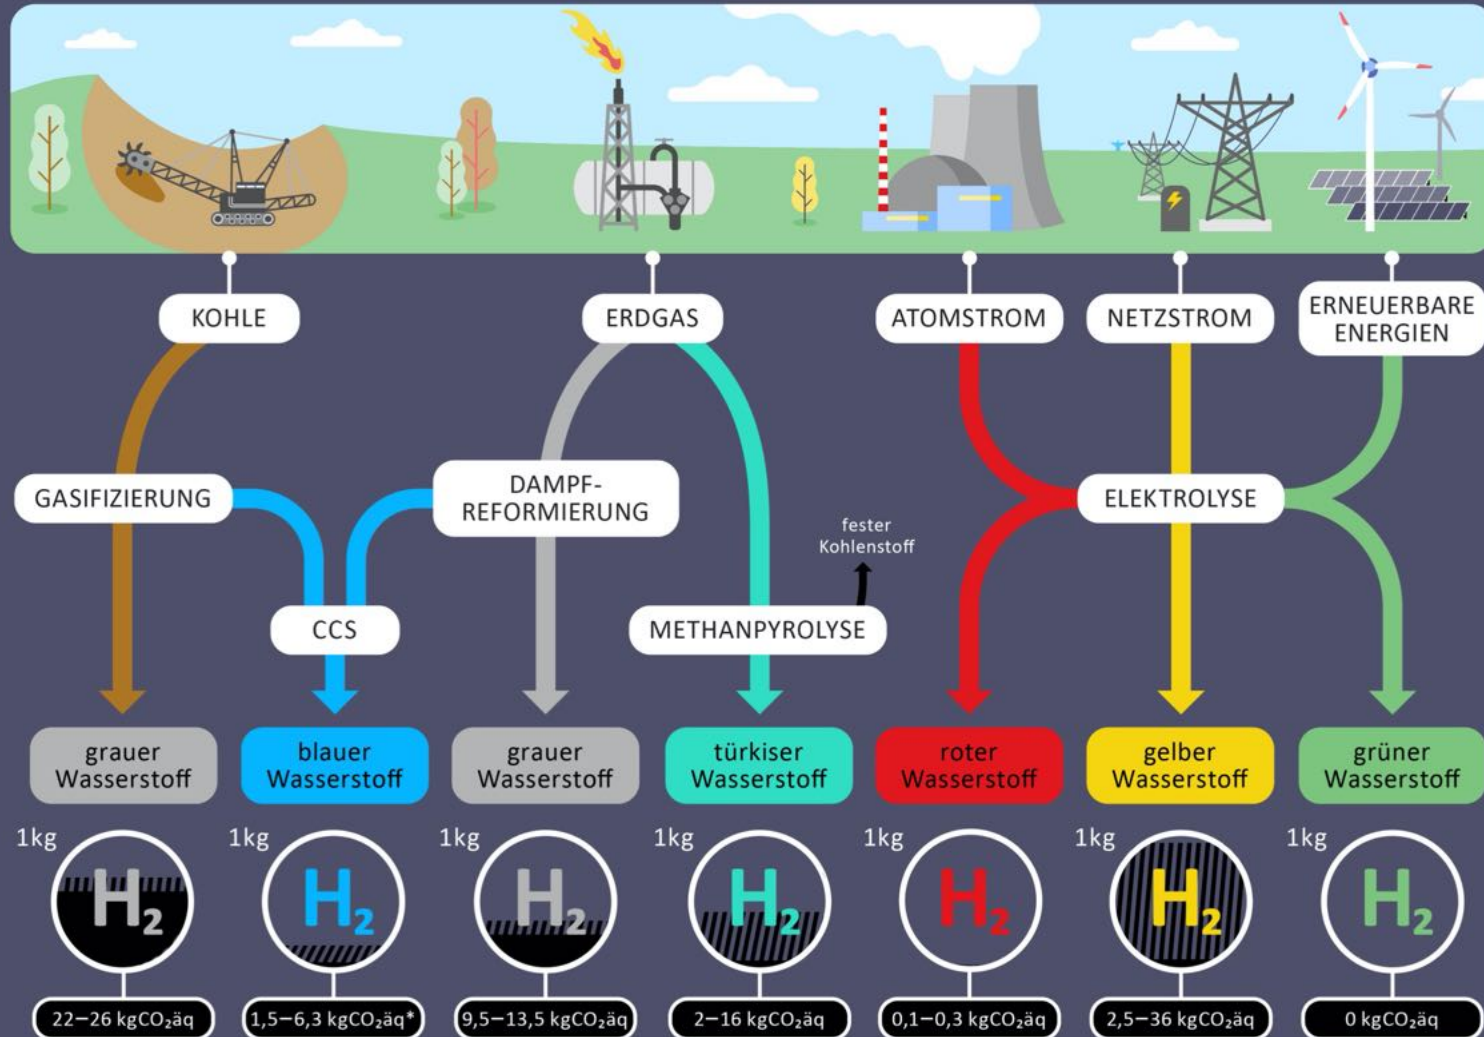 KOHLE
ERDGAS
ATOMSTROM
NETZSTROM
ERNEUERBARE
ENERGIEN
GASIFIZIERUNG
DAMPF-
REFORMIERUNG
ELEKTROLYSE
fester
Kohlenstoff
CCS
METHANPYROLYSE
grauer
Wasserstoff
blauer
Wasserstoff
grauer
Wasserstoff
türkiser
Wasserstoff
roter
Wasserstoff
gelber
Wasserstoff
grüner
Wasserstoff
1kg
H₂
1kg
H₂
1kg
H₂
1kg
H₂
1kg
H₂
1kg
H₂
1kg
H₂
22–26 kgCO₂äq
1,5–6,3 kgCO₂äq*
9,5–13,5 kgCO₂äq
2–16 kgCO₂äq
0,1–0,3 kgCO₂äq
2,5–36 kgCO₂äq
0 kgCO₂äq